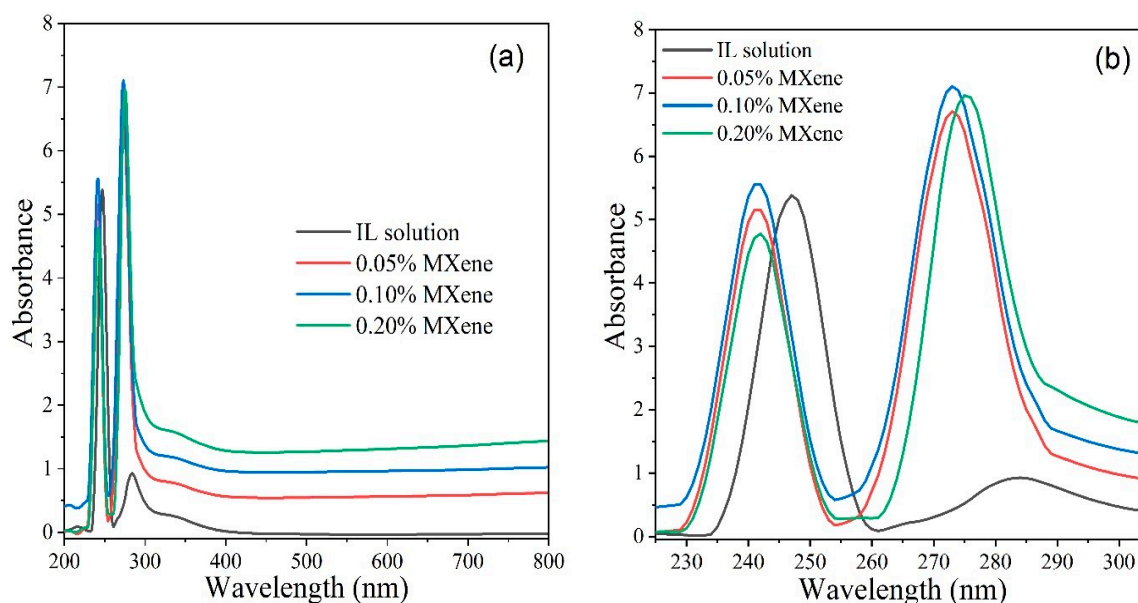 (a)
Absorbance
8
7
6
5
4
3
2
1
0
IL solution
0.05% MXene
0.10% MXene
0.20% MXene
200 300 400 500 600 700 800
Wavelength (nm)
(b)
Absorbance
8
7
6
5
4
3
2
1
0
IL solution
0.05% MXene
0.10% MXene
0.20% MXcnc
230 240 250 260 270 280 290 300
Wavelength (nm)